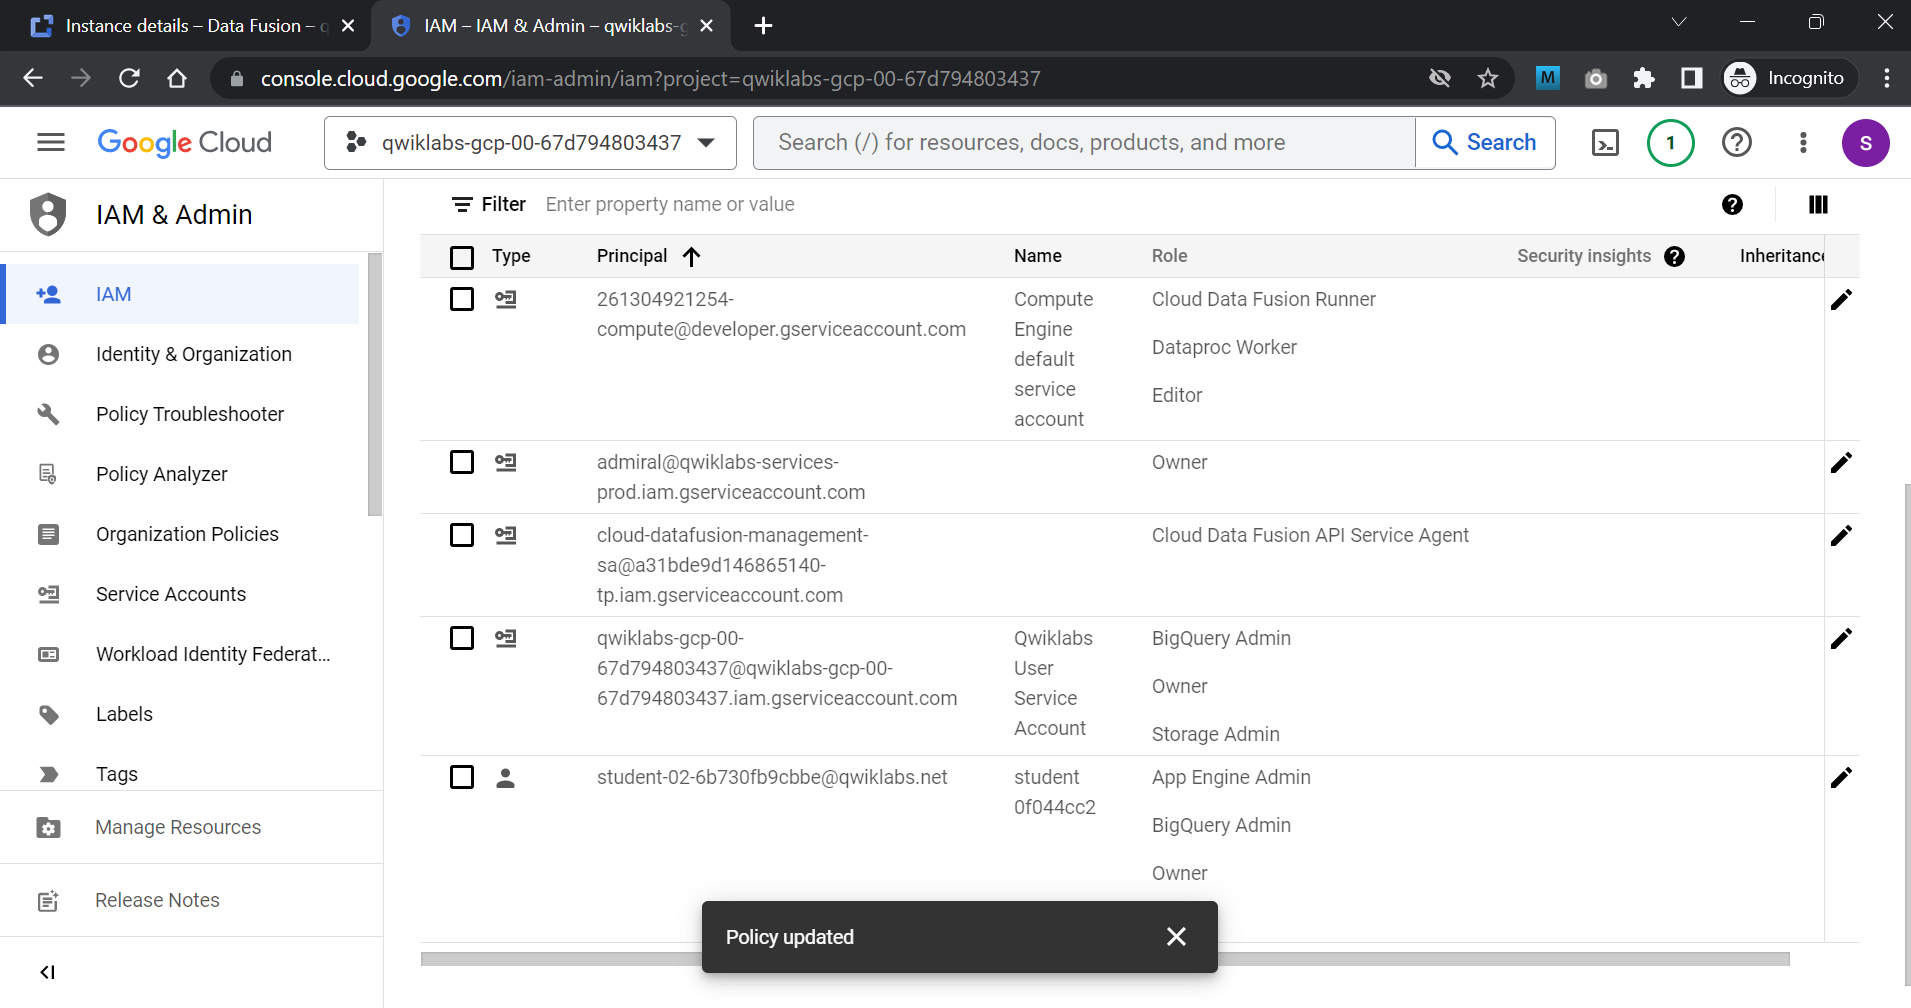 Instance details – Data Fusion –
IAM – IAM & Admin – qwiklabs-g
console.cloud.google.com/iam-admin/iam?project=qwiklabs-gcp-00-67d794803437
M
Incognito
Google Cloud
qwiklabs-gcp-00-67d794803437
Search (/) for resources, docs, products, and more
Search
1
S
IAM & Admin
IAM
Identity & Organization
Policy Troubleshooter
Policy Analyzer
Organization Policies
Service Accounts
Workload Identity Federat...
Labels
Tags
Manage Resources
Release Notes
Filter Enter property name or value
Type Principal Name Role Security insights Inheritance
261304921254-
compute@developer.gserviceaccount.com
Compute
Engine
default
service
account
Cloud Data Fusion Runner
Dataproc Worker
Editor
admiral@qwiklabs-services-
prod.iam.gserviceaccount.com
Owner
cloud-datafusion-management-
sa@a31bde9d146865140-
tp.iam.gserviceaccount.com
Cloud Data Fusion API Service Agent
qwiklabs-gcp-00-
67d794803437@qwiklabs-gcp-00-
67d794803437.iam.gserviceaccount.com
Qwiklabs
User
Service
Account
BigQuery Admin
Owner
Storage Admin
student-02-6b730fb9cbbe@qwiklabs.net
student
0f044cc2
App Engine Admin
BigQuery Admin
Owner
Policy updated